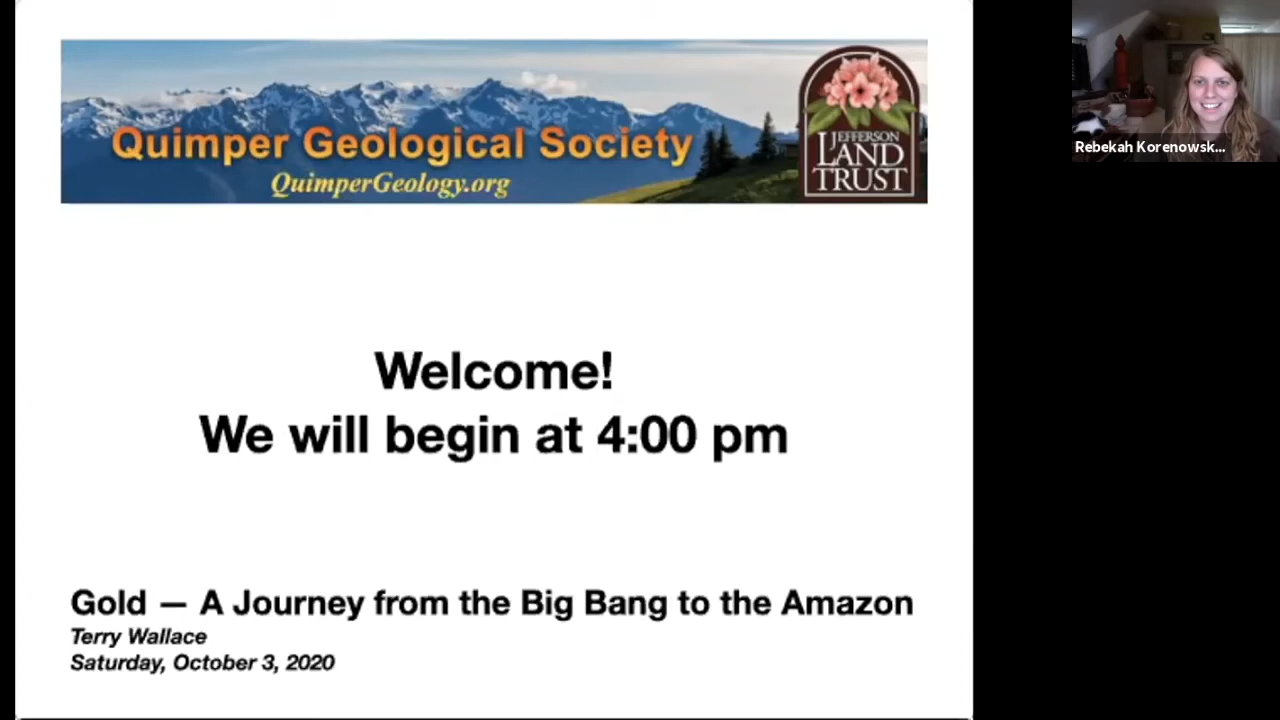 Quimper Geological Society
QuimperGeology.org
JEFFERSON
LAND
TRUST
Rebekah Korenowsk...
Welcome!
We will begin at 4:00 pm
Gold — A Journey from the Big Bang to the Amazon
Terry Wallace
Saturday, October 3, 2020